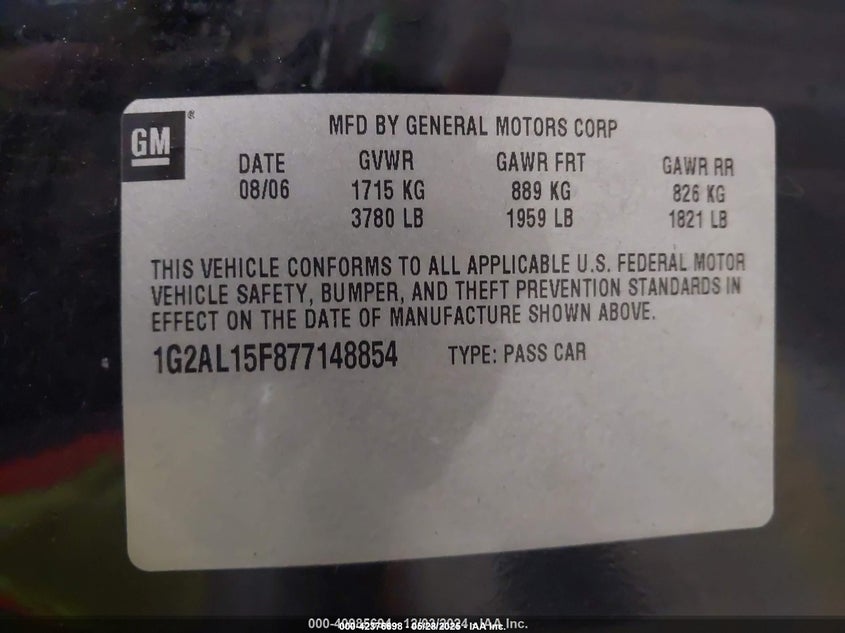 GM
MFD BY GENERAL MOTORS CORP
DATE GVWR GAWR FRT GAWR RR
08/06 1715 KG 889 KG 826 KG
3780 LB 1959 LB 1821 LB
THIS VEHICLE CONFORMS TO ALL APPLICABLE U.S. FEDERAL MOTOR
VEHICLE SAFETY, BUMPER, AND THEFT PREVENTION STANDARDS IN
EFFECT ON THE DATE OF MANUFACTURE SHOWN ABOVE.
1G2AL15F877148854 TYPE: PASS CAR
IAA Inc.